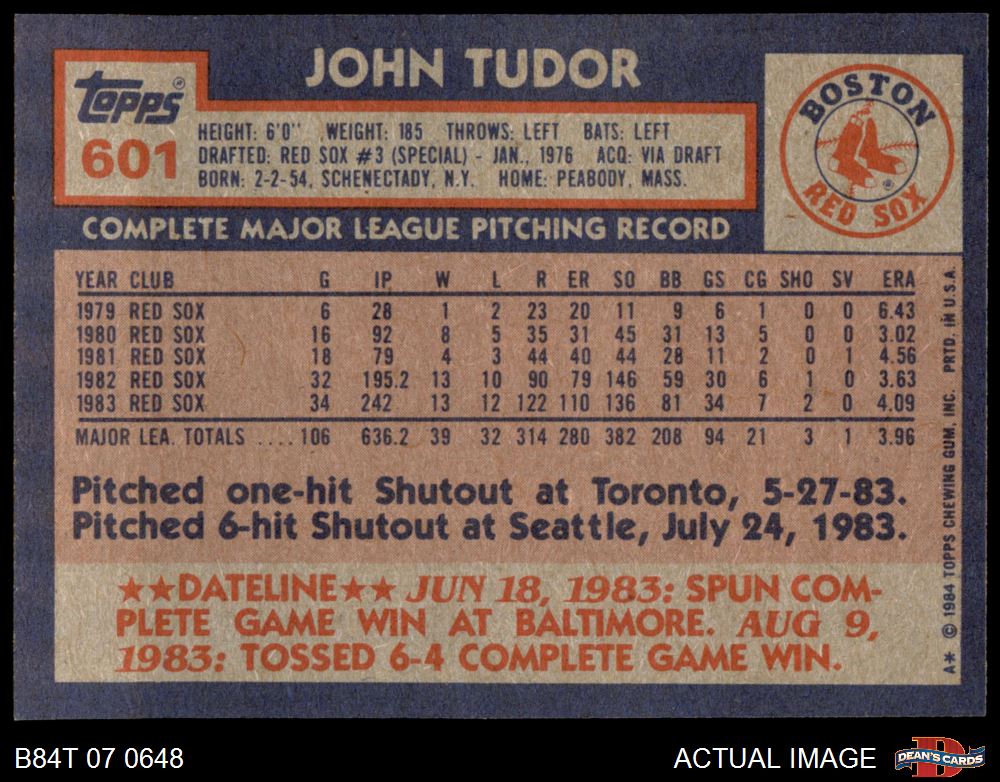 JOHN TUDOR
Topps®
601
HEIGHT: 6'0" WEIGHT: 185 THROWS: LEFT BATS: LEFT
DRAFTED: RED SOX #3 (SPECIAL) - JAN., 1976 ACQ: VIA DRAFT
BORN: 2-2-54, SCHENECTADY, N.Y. HOME: PEABODY, MASS.
BOSTON
RED SOX
®
COMPLETE MAJOR LEAGUE PITCHING RECORD
YEAR CLUB G IP W L R ER SO BB GS CG SHO SV ERA
1979 RED SOX 6 28 1 2 23 20 11 9 6 1 0 0 6.43
1980 RED SOX 16 92 8 5 35 31 45 31 13 5 0 0 3.02
1981 RED SOX 18 79 4 3 44 40 44 28 11 2 0 1 4.56
1982 RED SOX 32 195.2 13 10 90 79 146 59 30 6 1 0 3.63
1983 RED SOX 34 242 13 12 122 110 136 81 34 7 2 0 4.09
MAJOR LEA. TOTALS .... 106 636.2 39 32 314 280 382 208 94 21 3 1 3.96
Pitched one-hit Shutout at Toronto, 5-27-83.
Pitched 6-hit Shutout at Seattle, July 24, 1983.
★★DATELINE★★ JUN 18, 1983: SPUN COM-
PLETE GAME WIN AT BALTIMORE. AUG 9,
1983: TOSSED 6-4 COMPLETE GAME WIN.
A* © 1984 TOPPS CHEWING GUM, INC. PRTD. IN U.S.A.
B84T 07 0648
ACTUAL IMAGE
D
DEAN'S CARDS